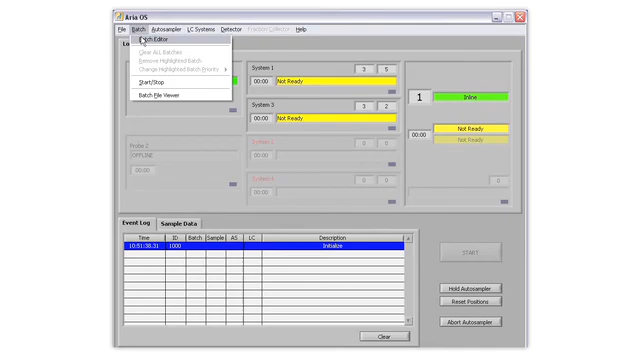 Aria OS
File Batch Autosampler LC Systems Detector Fraction Collector Help
Batch Editor
Clear ALL Batches
Remove Highlighted Batch
Change Highlighted Batch Priority
Start/Stop
Batch File Viewer
System 1 3 5
00:00 Not Ready
System 3 3 2
00:00 Not Ready
1 Inline
Not Ready
00:00 Not Ready
Probe 2
OFFLINE
00:00
System 2 0 0
00:00
System 4 0 0
00:00
0
Event Log Sample Data
Time ID Batch Sample AS LC Description
10:51:38.31 1000 Initialize
START
Hold Autosampler
Reset Positions
Abort Autosampler
Clear